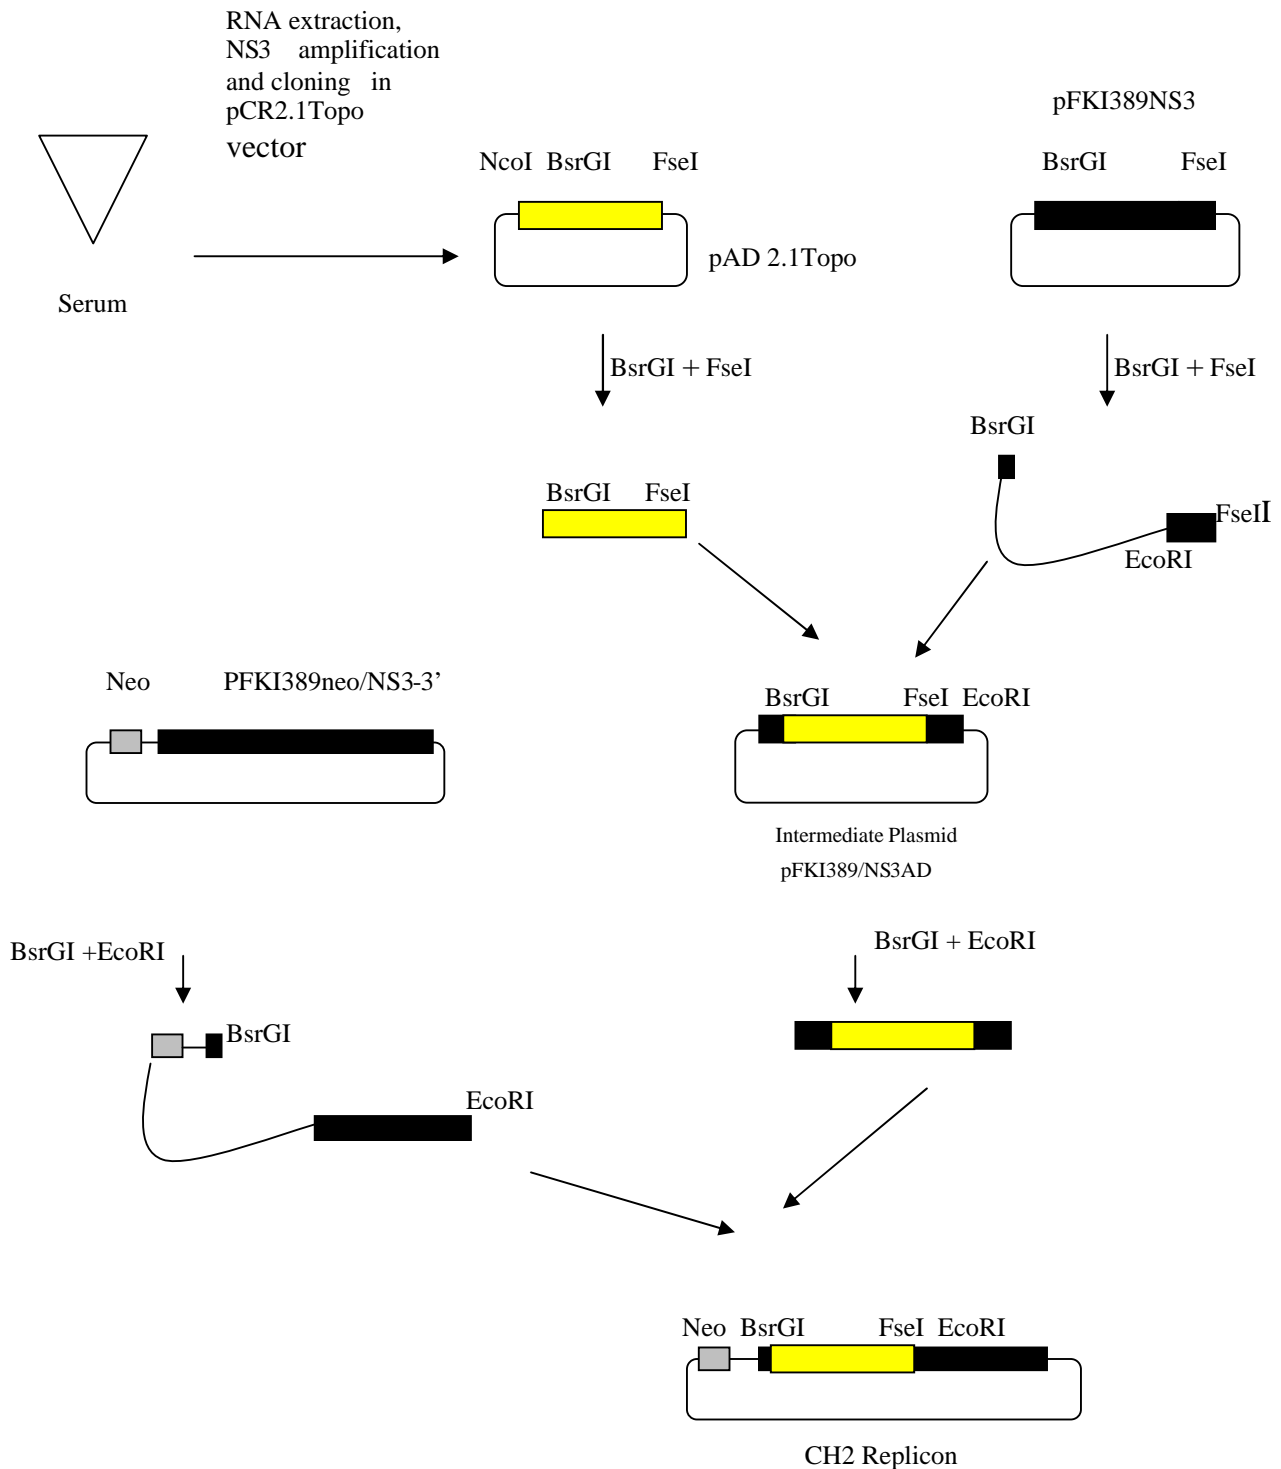 RNA extraction,
NS3 amplification
and cloning in
pCR2.1Topo
vector
pFKI389NS3
NcoI BsrGI FseI
BsrGI FseI
pAD 2.1Topo
Serum
BsrGI + FseI
BsrGI + FseI
BsrGI
BsrGI FseI
FseII
EcoRI
Neo PFKI389neo/NS3-3’
BsrGI FseI EcoRI
Intermediate Plasmid
pFKI389/NS3AD
BsrGI +EcoRI
BsrGI + EcoRI
BsrGI
EcoRI
Neo BsrGI FseI EcoRI
CH2 Replicon